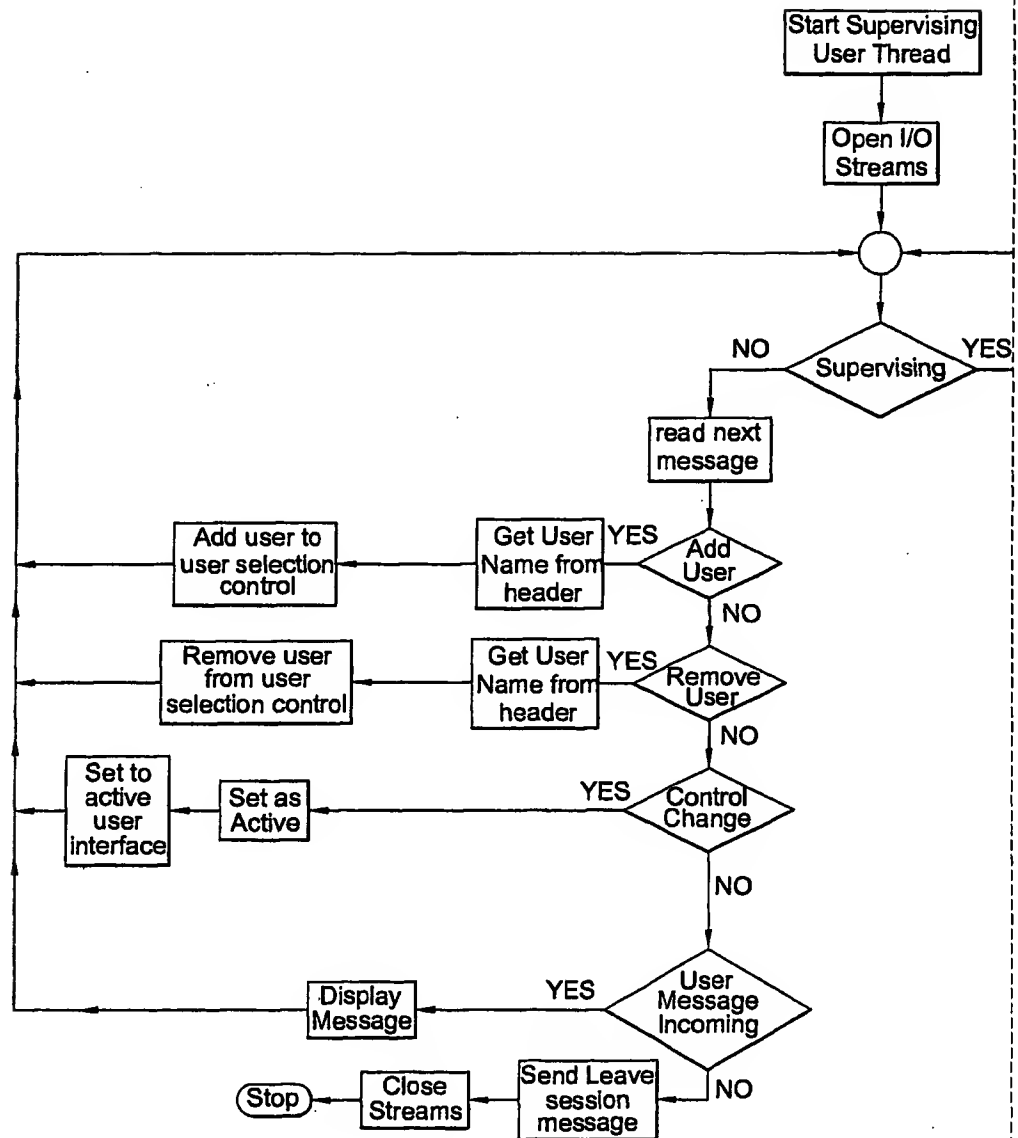 Start Supervising
User Thread
Open I/O
Streams
NO
YES
Supervising
read next
message
Add user to
user selection
control
Get User
Name from
header
YES
Add
User
NO
Remove user
from user
selection control
Get User
Name from
header
YES
Remove
User
NO
Set to
active
user
interface
Set as
Active
YES
Control
Change
NO
Display
Message
YES
User
Message
Incoming
NO
Stop
Close
Streams
Send Leave
session
message